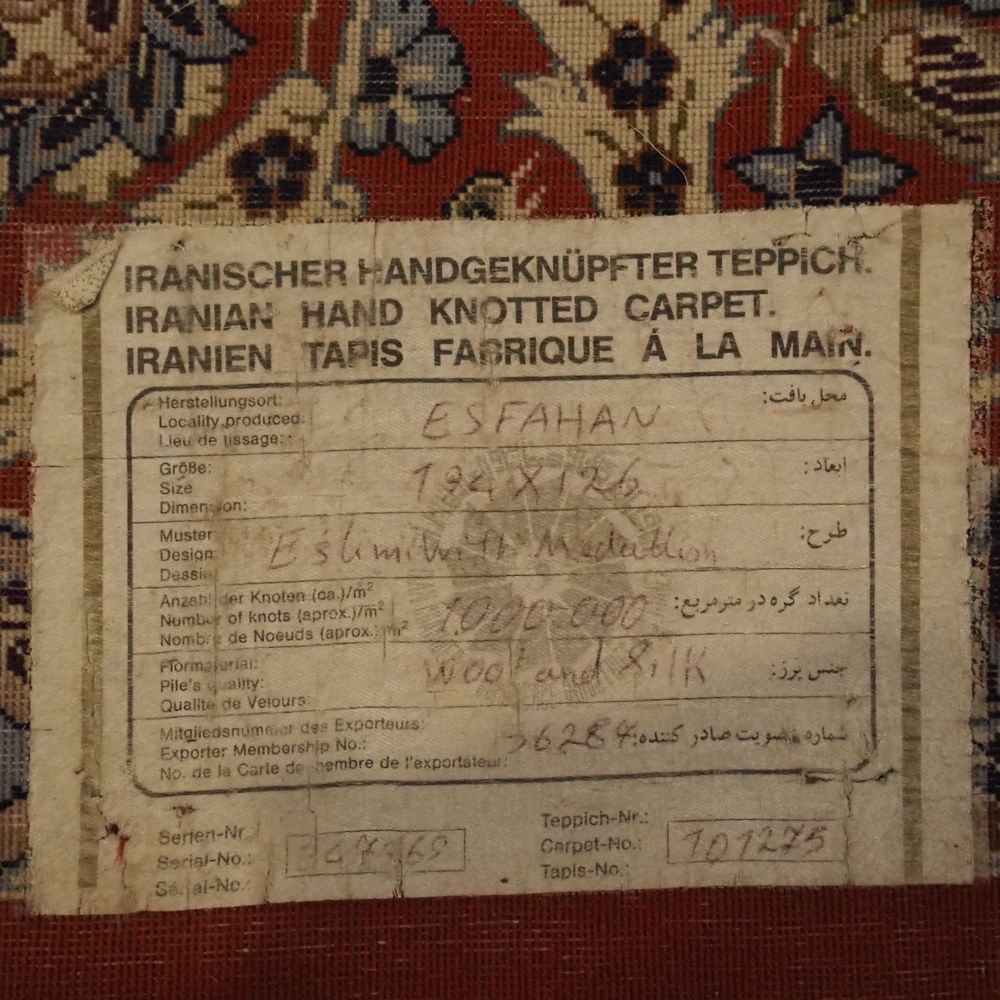 IRANISCHER HANDGEKNÜPFTER TEPPICH.
IRANIAN HAND KNOTTED CARPET.
IRANIEN TAPIS FABRIQUE Á LA MAIN.
Herstellungsort:
Locality produced:
Lieu de tissage:
ESFAHAN
محل بافت:
Größe:
Size
Dimension:
194 X 126
ابعاد:
Muster
Design
Dessin
Eslimi With Medallion
طرح:
Anzahl der Knoten (ca.)/m²
Number of knots (aprox.)/m²
Nombre de Noeuds (aprox.)/m²
1.000.000
تعداد گره در مترمربع:
Flormaterial:
Pile's quality:
Qualite de Velours:
Wool and Silk
جنس پرز:
Mitgliedsnummer des Exporteurs:
Exporter Membership No.:
No. de la Carte de membre de l'exportateur:
شماره عضویت صادر کننده:
Serien-Nr.
Serial-No.:
Sérial-No.:
Teppich-Nr.:
Carpet-No.:
Tapis-No.:
101275